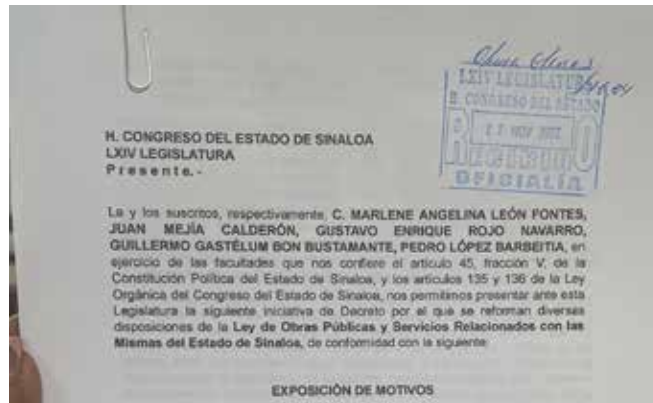 LXIV LEGISLATURA
H. CONGRESO DEL ESTADO
NOV
OFICIALÍA
H. CONGRESO DEL ESTADO DE SINALOA
LXIV LEGISLATURA
Presente.-
La y los suscritos, respectivamente, C. MARLENE ANGELINA LEÓN FONTES,
JUAN MEJÍA CALDERÓN, GUSTAVO ENRIQUE ROJO NAVARRO,
GUILLERMO GASTÉLUM BON BUSTAMANTE, PEDRO LÓPEZ BARBEITIA, en
ejercicio de las facultades que nos confiere el artículo 45, fracción V, de la
Constitución Política del Estado de Sinaloa, y los artículos 135 y 136 de la Ley
Orgánica del Congreso del Estado de Sinaloa, nos permitimos presentar ante esta
Legislatura la siguiente iniciativa de Decreto por el que se reforman diversas
disposiciones de la Ley de Obras Públicas y Servicios Relacionados con las
Mismas del Estado de Sinaloa, de conformidad con la siguiente:
EXPOSICIÓN DE MOTIVOS